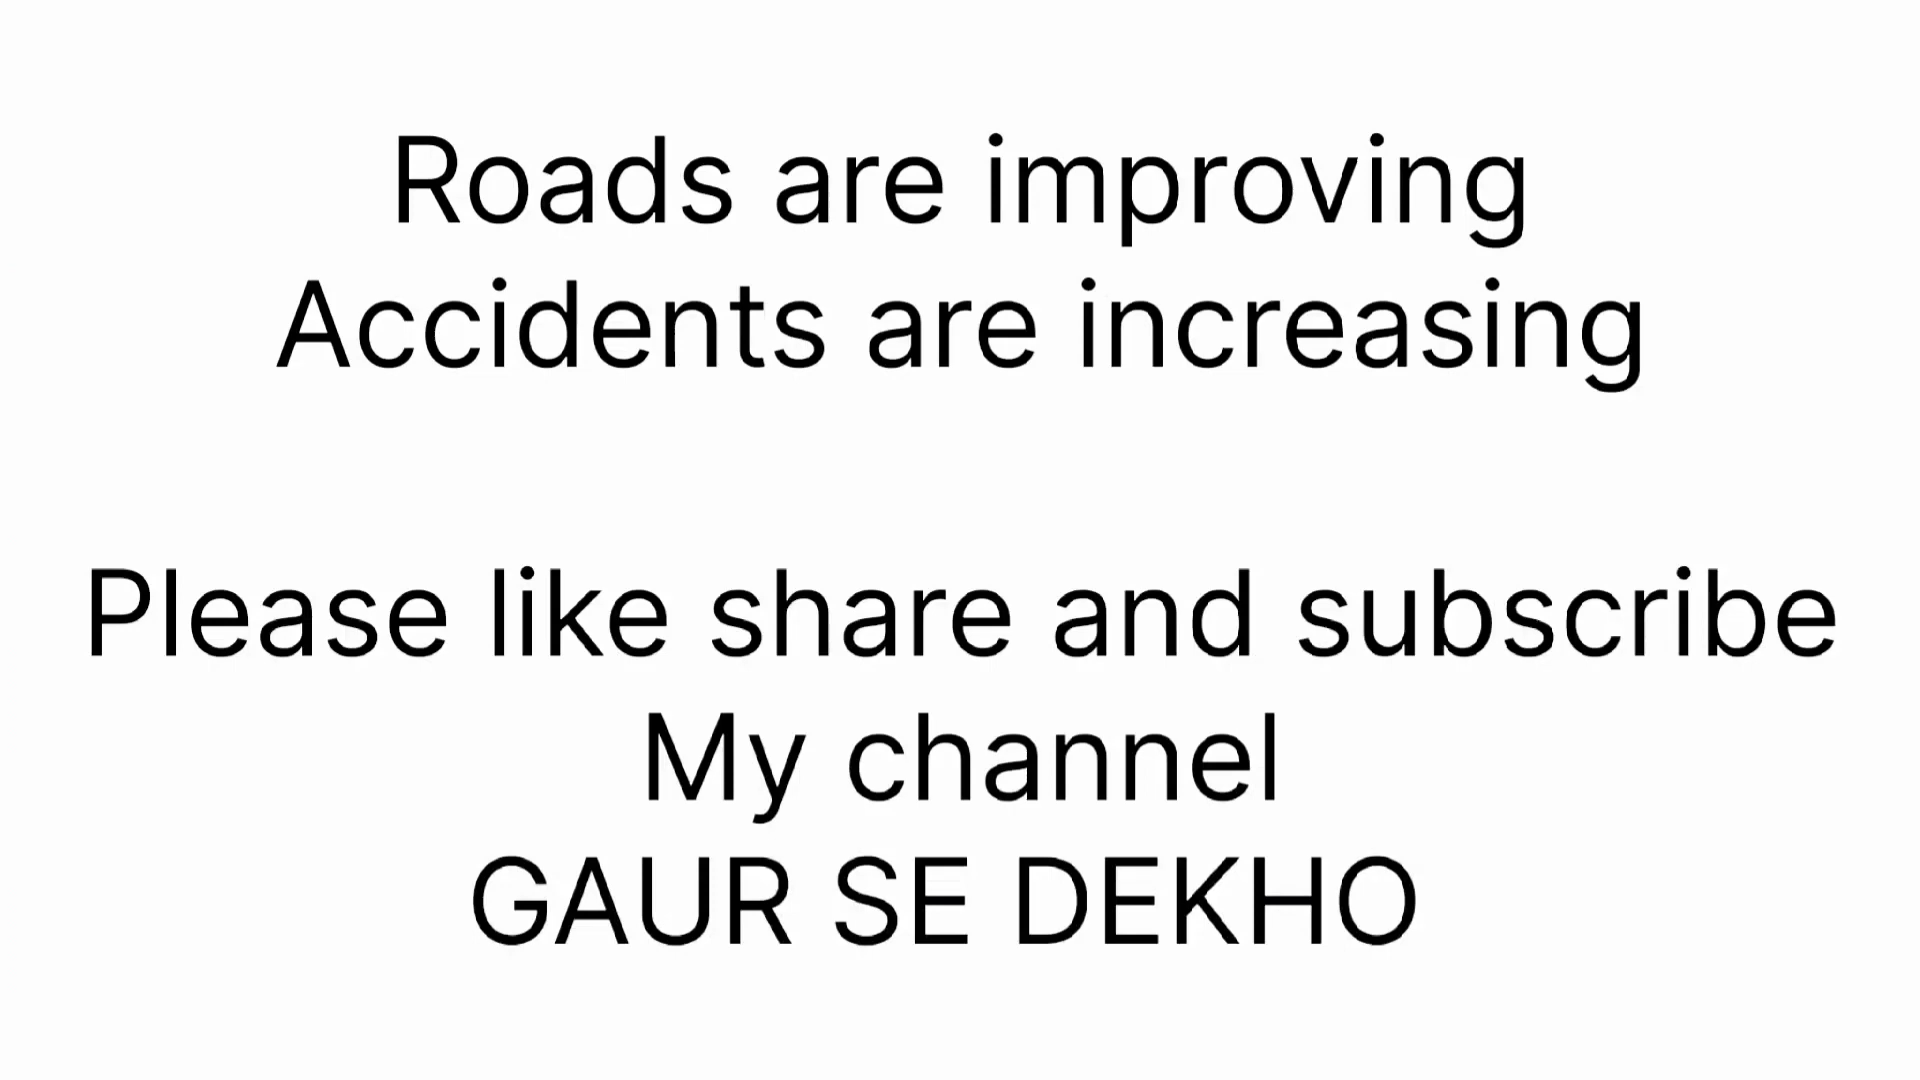 Roads are improving
Accidents are increasing
Please like share and subscribe
My channel
GAUR SE DEKHO